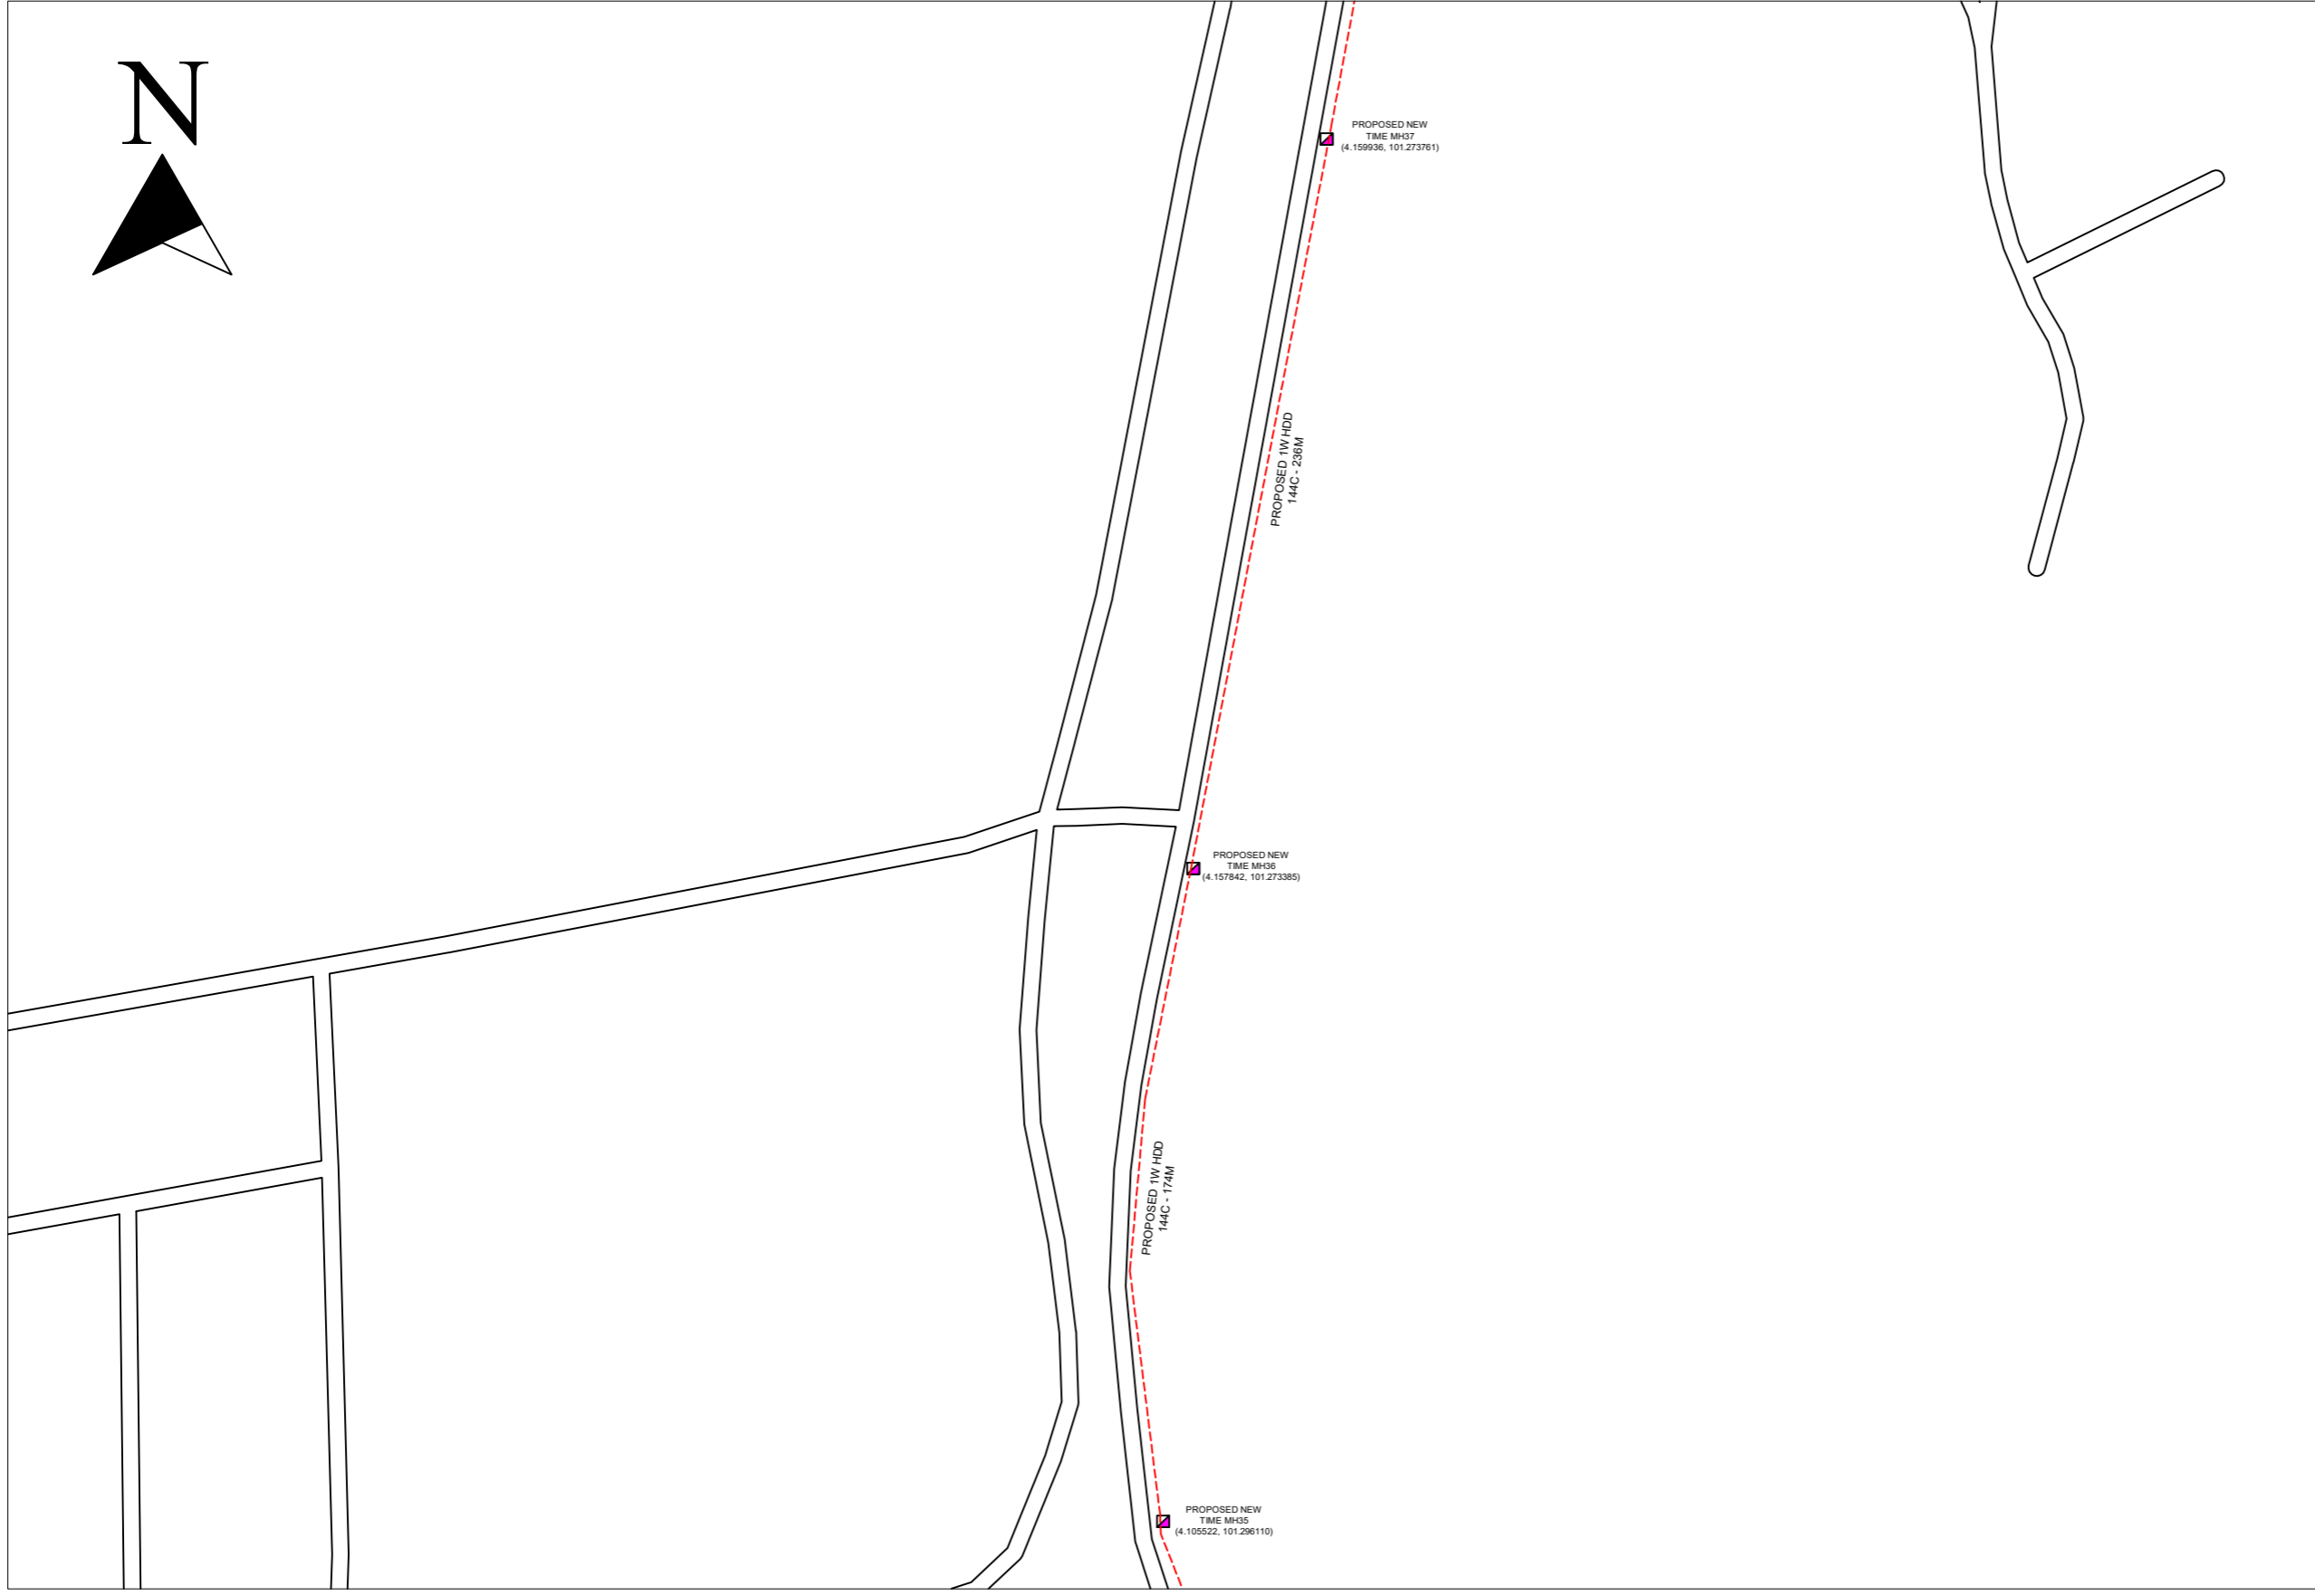 N
PROPOSED NEW
TIME MH37
(4.159936, 101.273761)
PROPOSED 1W HDD
144C - 236M
PROPOSED NEW
TIME MH36
(4.157842, 101.273385)
PROPOSED 1W HDD
144C - 174M
PROPOSED NEW
TIME MH35
(4.105522, 101.296110)